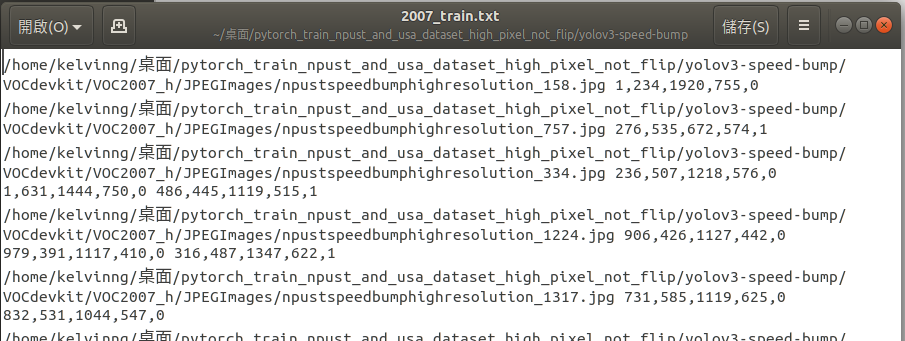 開啟(O)
2007_train.txt
~/桌面/pytorch_train_npust_and_usa_dataset_high_pixel_not_flip/yolov3-speed-bump
儲存(S)
/home/kelvinng/桌面/pytorch_train_npust_and_usa_dataset_high_pixel_not_flip/yolov3-speed-bump/
VOCdevkit/VOC2007_h/JPEGImages/npustspeedbumphighresolution_158.jpg 1,234,1920,755,0
/home/kelvinng/桌面/pytorch_train_npust_and_usa_dataset_high_pixel_not_flip/yolov3-speed-bump/
VOCdevkit/VOC2007_h/JPEGImages/npustspeedbumphighresolution_757.jpg 276,535,672,574,1
/home/kelvinng/桌面/pytorch_train_npust_and_usa_dataset_high_pixel_not_flip/yolov3-speed-bump/
VOCdevkit/VOC2007_h/JPEGImages/npustspeedbumphighresolution_334.jpg 236,507,1218,576,0
1,631,1444,750,0 486,445,1119,515,1
/home/kelvinng/桌面/pytorch_train_npust_and_usa_dataset_high_pixel_not_flip/yolov3-speed-bump/
VOCdevkit/VOC2007_h/JPEGImages/npustspeedbumphighresolution_1224.jpg 906,426,1127,442,0
979,391,1117,410,0 316,487,1347,622,1
/home/kelvinng/桌面/pytorch_train_npust_and_usa_dataset_high_pixel_not_flip/yolov3-speed-bump/
VOCdevkit/VOC2007_h/JPEGImages/npustspeedbumphighresolution_1317.jpg 731,585,1119,625,0
832,531,1044,547,0
/home/kelvinng/桌面/pytorch_train_npust_and_usa_dataset_high_pixel_not_flip/yolov3-speed-bump/